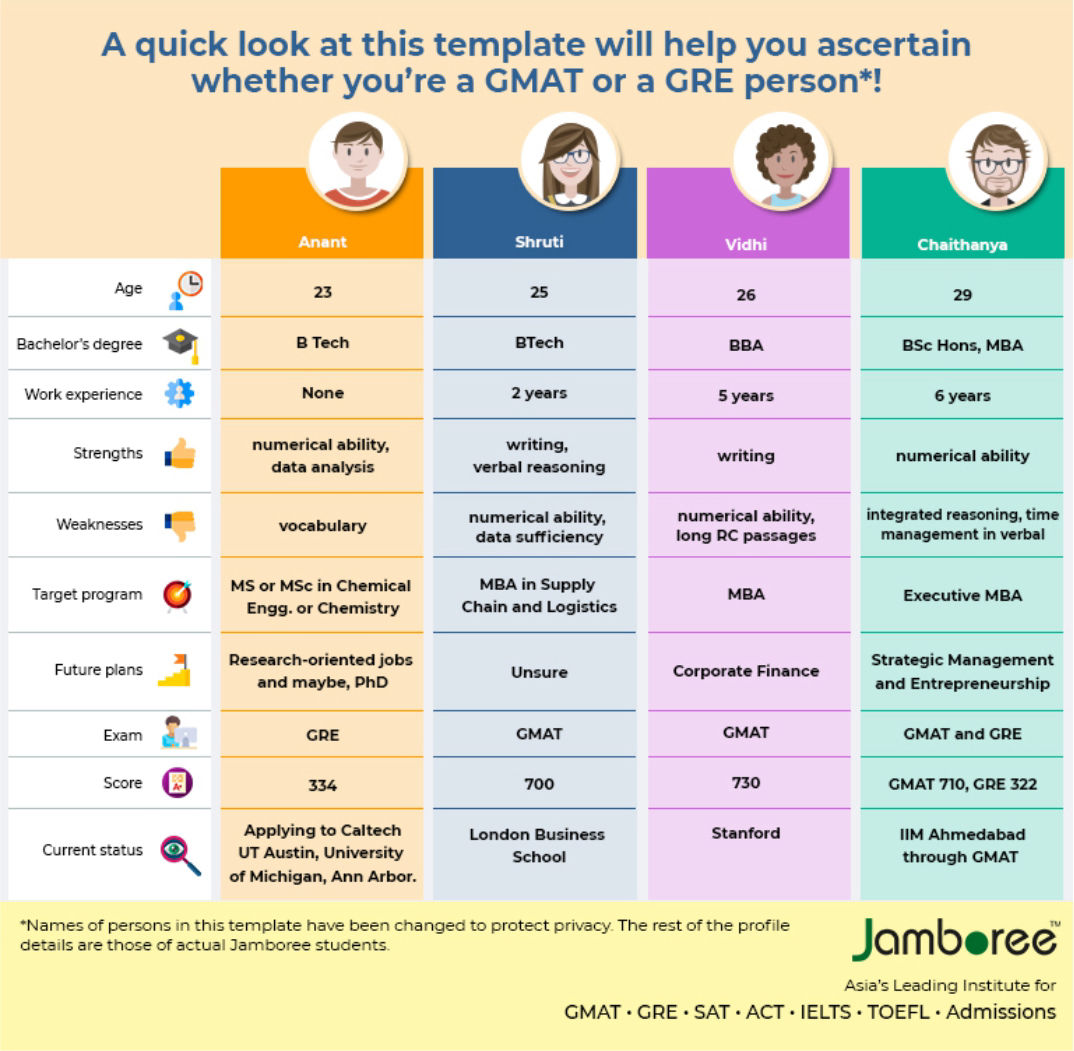 A quick look at this template will help you ascertain
whether you're a GMAT or a GRE person*!
Anant
Shruti
Vidhi
Chaithanya
Age
23
25
26
29
Bachelor's degree
B Tech
BTech
BBA
BSc Hons, MBA
Work experience
None
2 years
5 years
6 years
Strengths
numerical ability,
data analysis
writing,
verbal reasoning
writing
numerical ability
Weaknesses
vocabulary
numerical ability,
data sufficiency
numerical ability,
long RC passages
integrated reasoning, time
management in verbal
Target program
MS or MSc in Chemical
Engg. or Chemistry
MBA in Supply
Chain and Logistics
MBA
Executive MBA
Future plans
Research-oriented jobs
and maybe, PhD
Unsure
Corporate Finance
Strategic Management
and Entrepreneurship
Exam
GRE
GMAT
GMAT
GMAT and GRE
Score
A+
334
700
730
GMAT 710, GRE 322
Current status
Applying to Caltech
UT Austin, University
of Michigan, Ann Arbor.
London Business
School
Stanford
IIM Ahmedabad
through GMAT
*Names of persons in this template have been changed to protect privacy. The rest of the profile
details are those of actual Jamboree students.
Jamboree™
Asia's Leading Institute for
GMAT • GRE • SAT • ACT • IELTS • TOEFL • Admissions